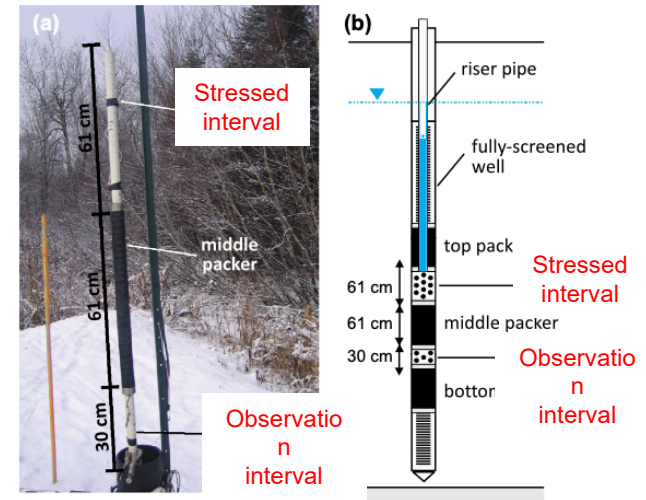 (a)
Stressed
interval
61 cm
middle
packer
61 cm
30 cm
Observatio
n
interval
(b)
riser pipe
fully-screened
well
top pack
Stressed
interval
61 cm
61 cm
middle packer
30 cm
Observatio
n
interval
bottom